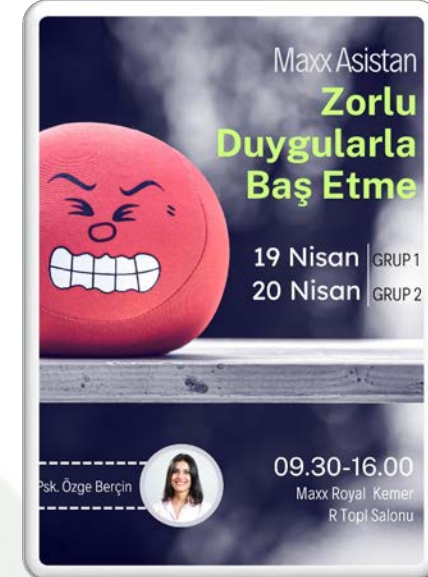 Maxx Asistan
Zorlu
Duygularla
Baş Etme
19 Nisan GRUP 1
20 Nisan GRUP 2
Psk. Özge Berçin
09.30-16.00
Maxx Royal Kemer
R Topl Salonu